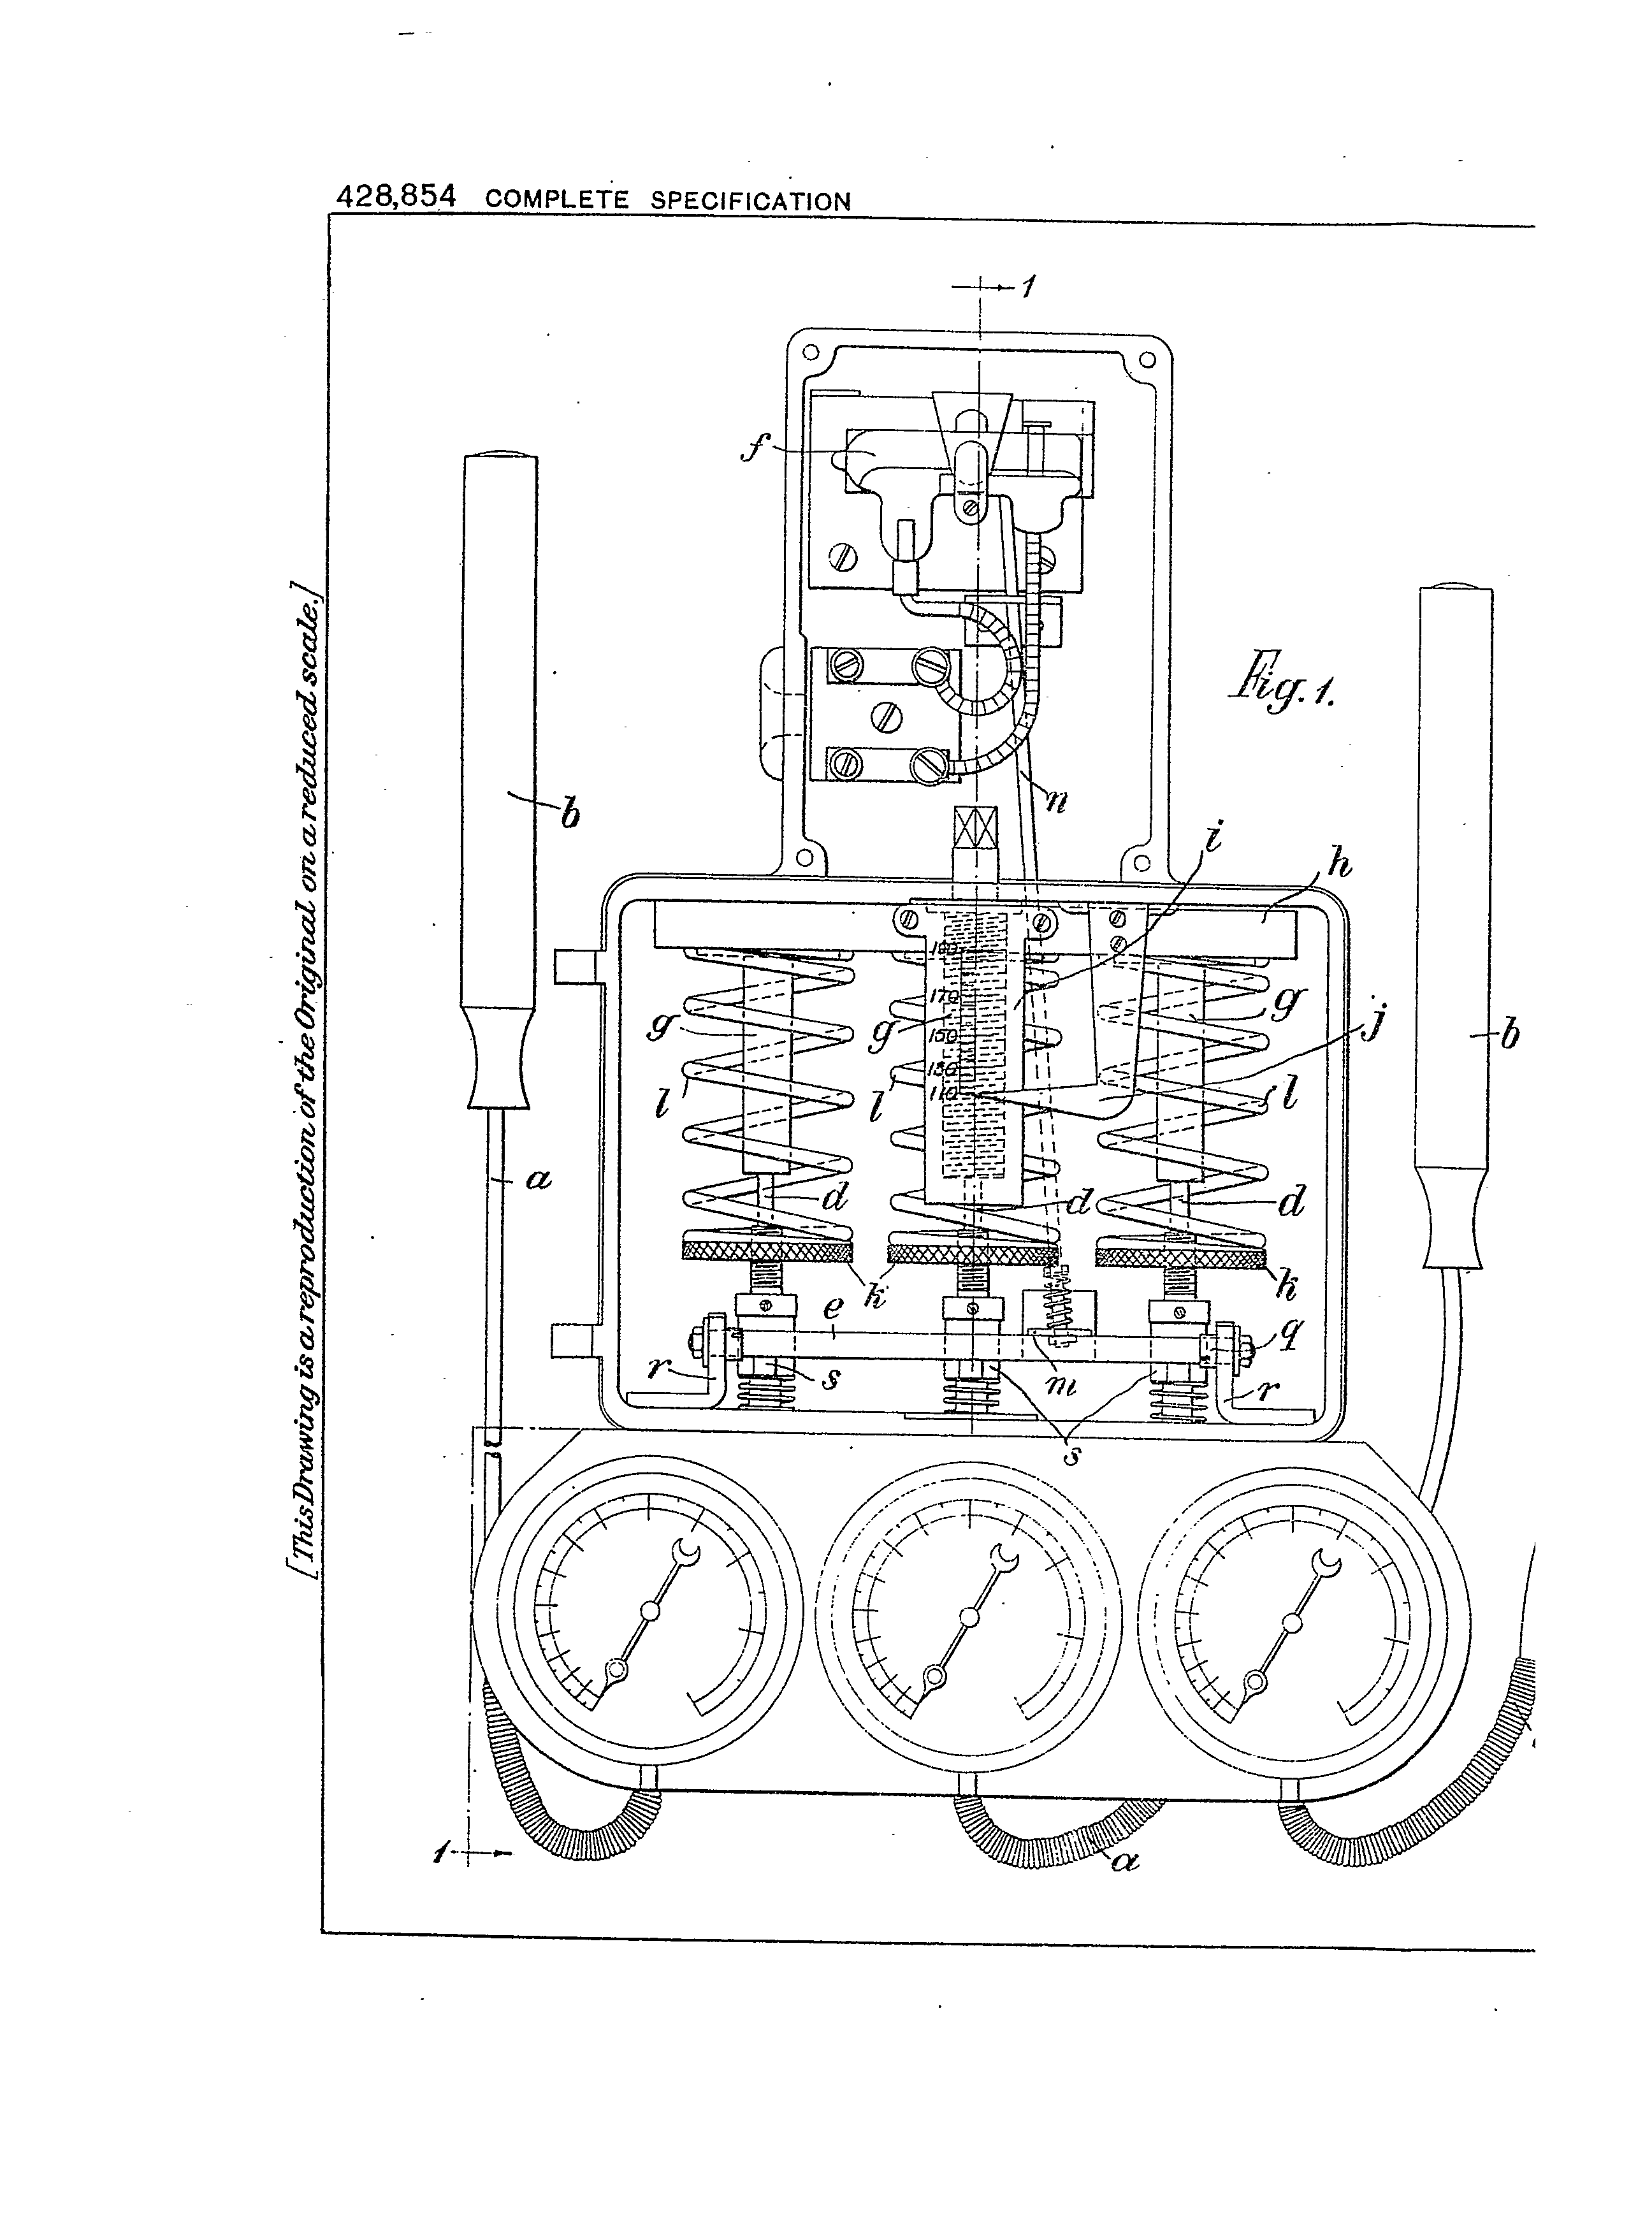 428,854 COMPLETE SPECIFICATION
[This Drawing is a reproduction of the Original on a reduced scale.]
1
f
Fig. 1.
b
n
i
h
170
g
g
g
j
150
b
130
l
l
l
110
a
d
d
d
k
k
e
q
r
s
m
r
s
1
a